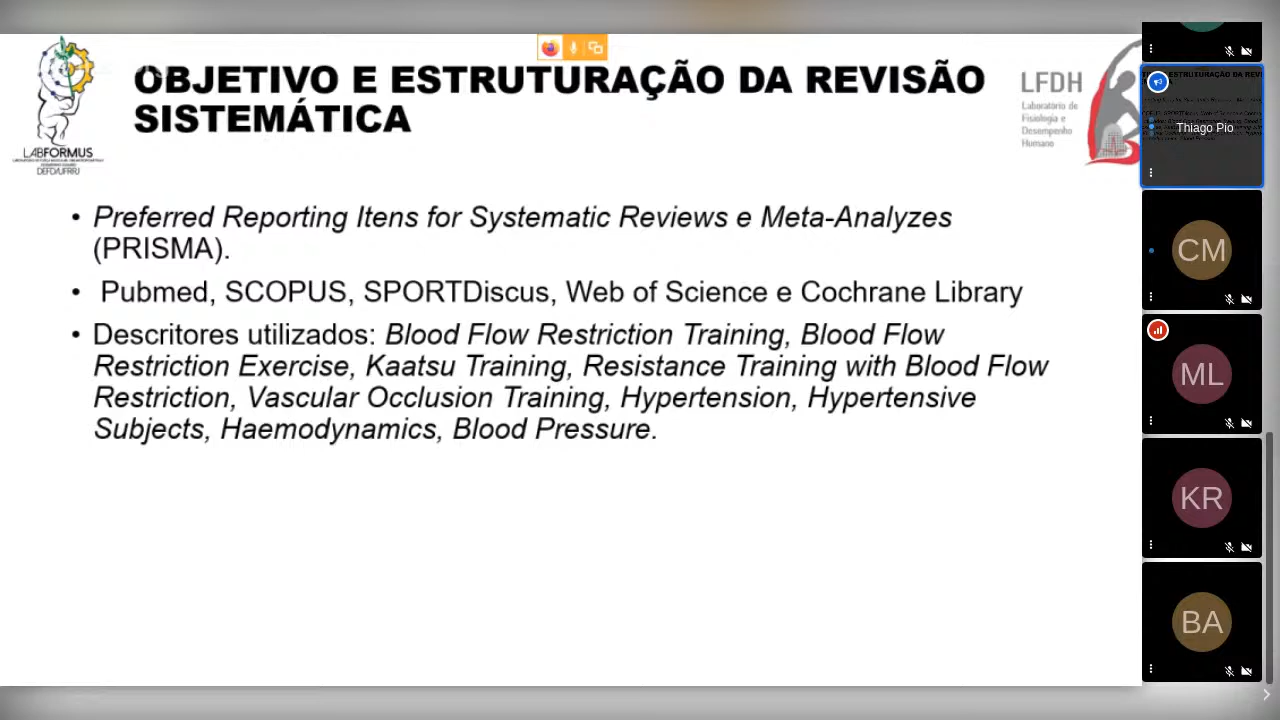 OBJETIVO E ESTRUTURAÇÃO DA REVISÃO
SISTEMÁTICA
LABFORMUS
DEFD/UFRRJ
LFDH
Laboratório de
Fisiologia e
Desempenho
Humano
• Preferred Reporting Itens for Systematic Reviews e Meta-Analyzes
(PRISMA).
• Pubmed, SCOPUS, SPORTDiscus, Web of Science e Cochrane Library
• Descritores utilizados: Blood Flow Restriction Training, Blood Flow
Restriction Exercise, Kaatsu Training, Resistance Training with Blood Flow
Restriction, Vascular Occlusion Training, Hypertension, Hypertensive
Subjects, Haemodynamics, Blood Pressure.
Thiago Pio
CM
ML
KR
BA